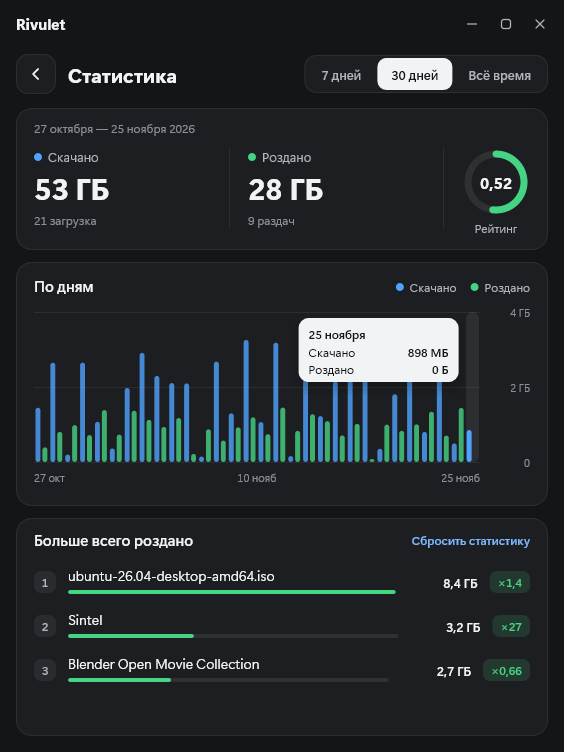 Rivulet
Статистика
7 дней 30 дней Всё время
27 октября — 25 ноября 2026
Скачано Роздано
53 ГБ 28 ГБ 0,52
21 загрузка 9 раздач
Рейтинг
По дням Скачано Роздано
4 ГБ
25 ноября
Скачано 898 МБ
Роздано 0 Б
2 ГБ
0
27 окт 10 нояб 25 нояб
Больше всего роздано Сбросить статистику
1 ubuntu-26.04-desktop-amd64.iso 8,4 ГБ ×1,4
2 Sintel 3,2 ГБ ×27
3 Blender Open Movie Collection 2,7 ГБ ×0,66